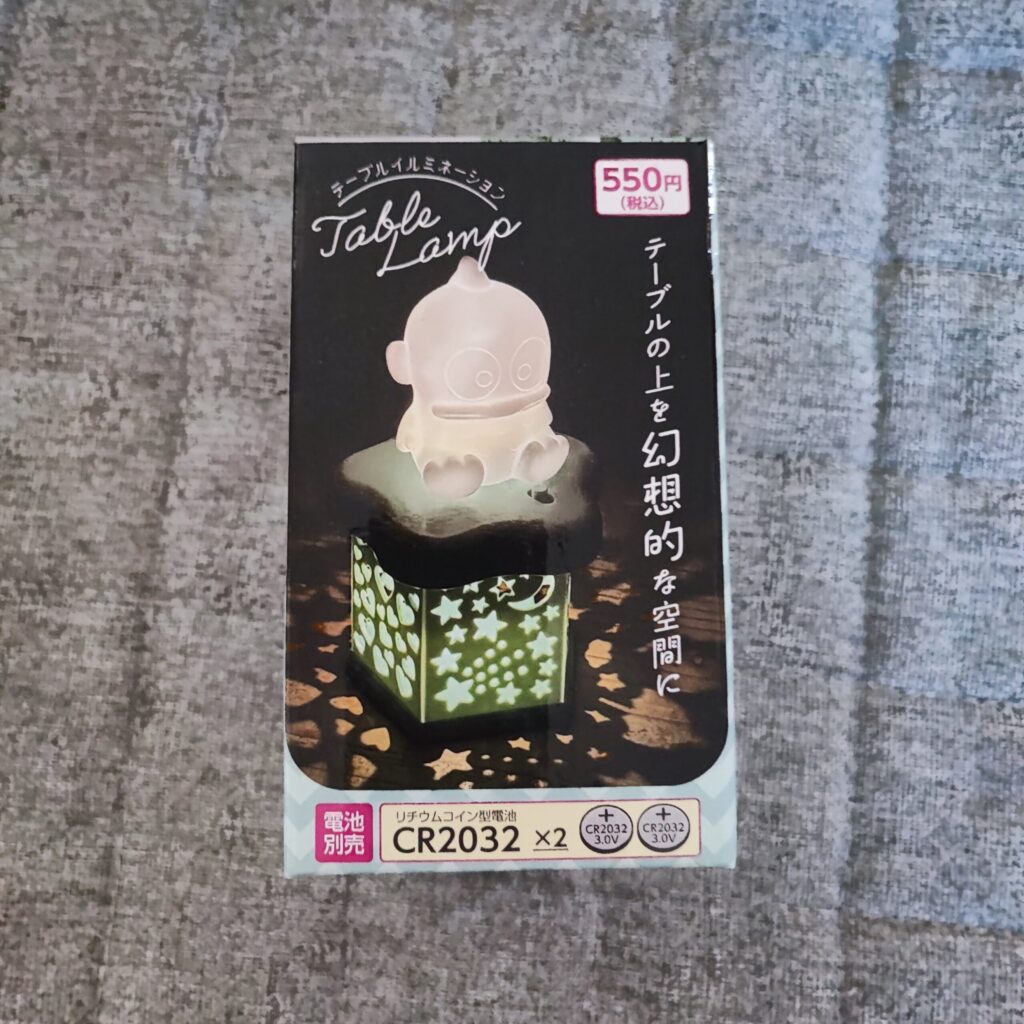 テーブルイルミネーション
Table
Lamp
550円
(税込)
テーブルの上を幻想的な空間に
電池
別売
リチウムコイン型電池
CR2032 ×2
+
CR2032
3.0V
+
CR2032
3.0V